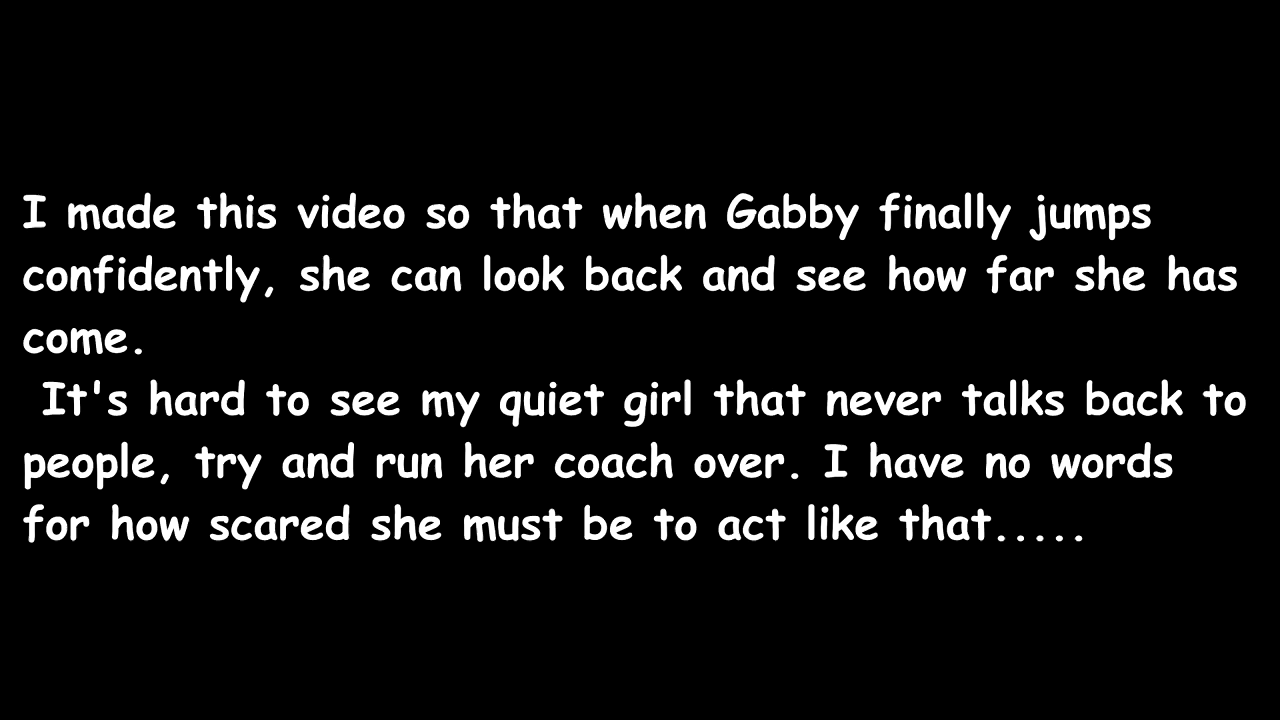 I made this video so that when Gabby finally jumps
confidently, she can look back and see how far she has
come.
It's hard to see my quiet girl that never talks back to
people, try and run her coach over. I have no words
for how scared she must be to act like that.....